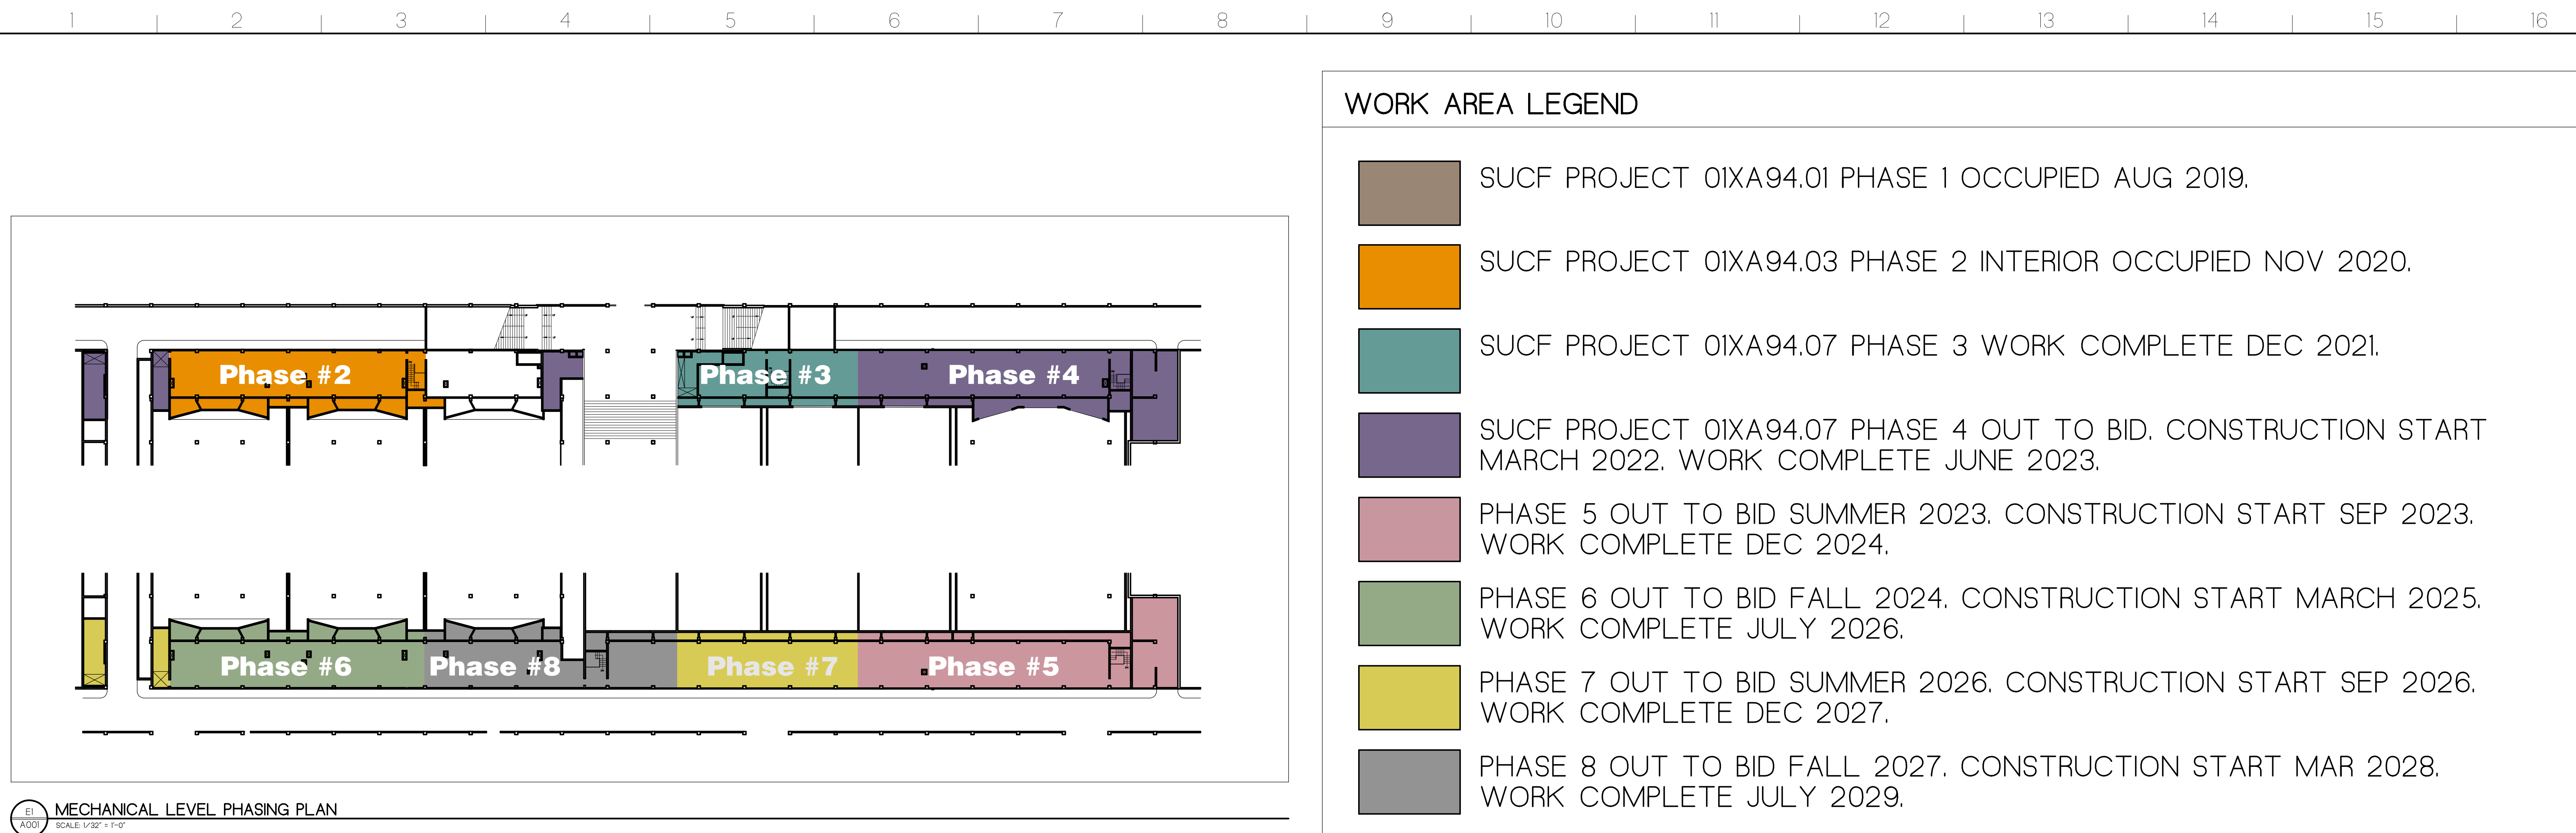 1 2 3 4 5 6 7 8 9 10 11 12 13 14 15 16
WORK AREA LEGEND
SUCF PROJECT 01XA94.01 PHASE 1 OCCUPIED AUG 2019.
SUCF PROJECT 01XA94.03 PHASE 2 INTERIOR OCCUPIED NOV 2020.
SUCF PROJECT 01XA94.07 PHASE 3 WORK COMPLETE DEC 2021.
SUCF PROJECT 01XA94.07 PHASE 4 OUT TO BID. CONSTRUCTION START
MARCH 2022. WORK COMPLETE JUNE 2023.
PHASE 5 OUT TO BID SUMMER 2023. CONSTRUCTION START SEP 2023.
WORK COMPLETE DEC 2024.
PHASE 6 OUT TO BID FALL 2024. CONSTRUCTION START MARCH 2025.
WORK COMPLETE JULY 2026.
PHASE 7 OUT TO BID SUMMER 2026. CONSTRUCTION START SEP 2026.
WORK COMPLETE DEC 2027.
PHASE 8 OUT TO BID FALL 2027. CONSTRUCTION START MAR 2028.
WORK COMPLETE JULY 2029.
Phase #2
Phase #3
Phase #4
Phase #6
Phase #8
Phase #7
Phase #5
E1
A001
MECHANICAL LEVEL PHASING PLAN
SCALE: 1/32" = 1'-0"